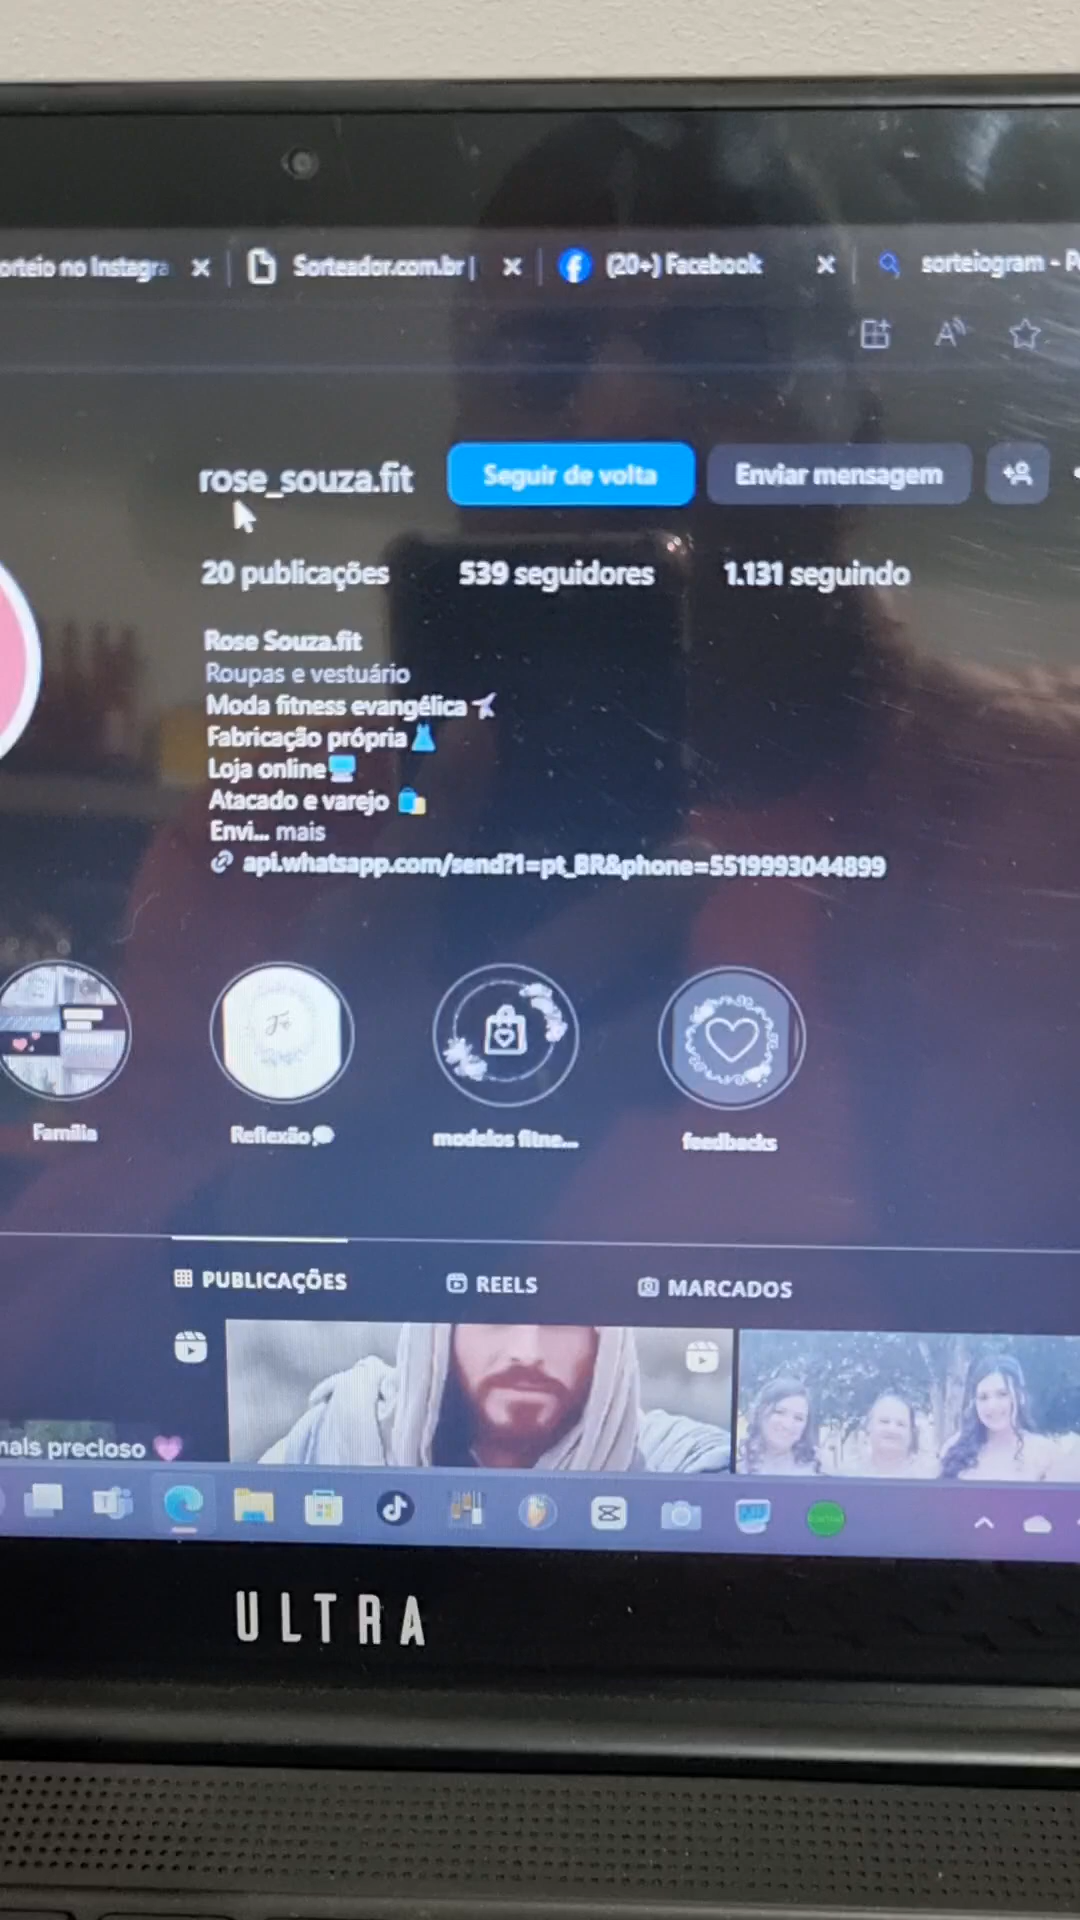 orteio no Instagra
Sorteador.com.br |
(20+) Facebook
sorteiogram - P
rose_souza.fit
Seguir de volta
Enviar mensagem
20 publicações
539 seguidores
1.131 seguindo
Rose Souza.fit
Roupas e vestuário
Moda fitness evangélica
Fabricação própria
Loja online
Atacado e varejo
Envi... mais
api.whatsapp.com/send?1=pt_BR&phone=5519993044899
Família
Reflexão
modelos fitne...
feedbacks
PUBLICAÇÕES
REELS
MARCADOS
mais precioso
ULTRA